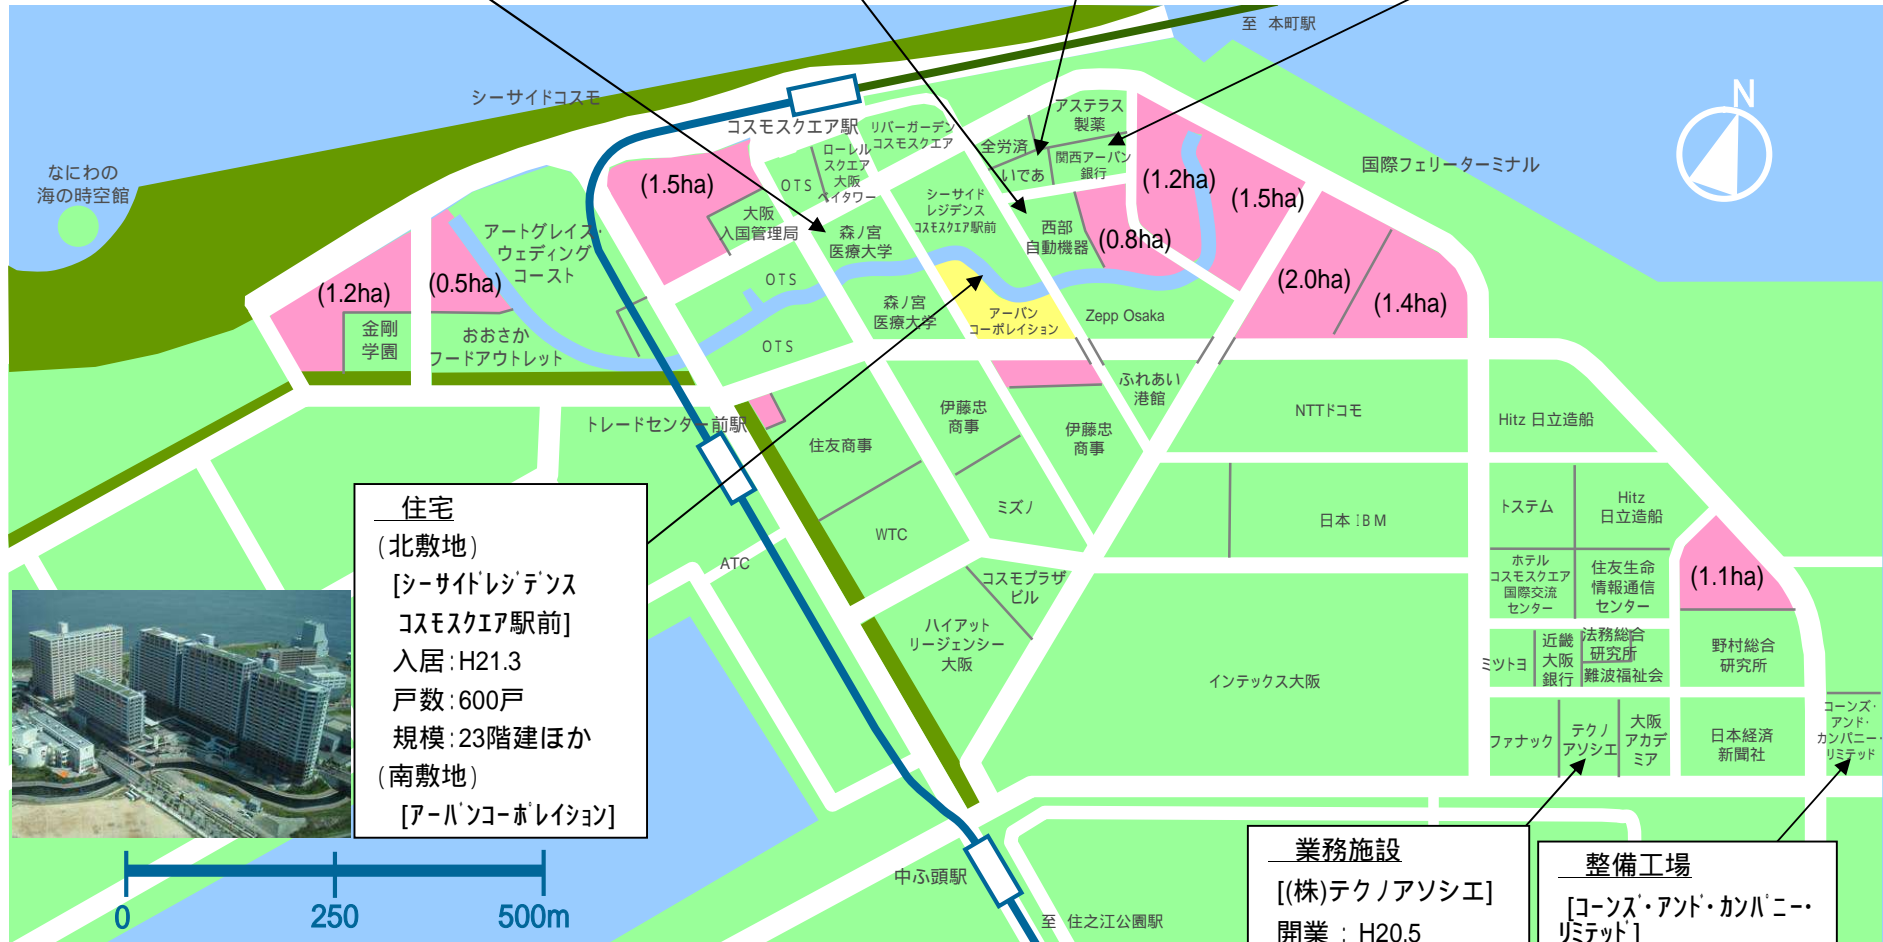 至 本町駅
N
シーサイドコスモ
コスモスクエア駅
なにわの
海の時空館
国際フェリーターミナル
リバーガーデン
コスモスクエア
ローレル
スクエア
大阪
ベイタワー
OTS
アステラス
製薬
全労済
いであ
関西アーバン
銀行
(1.5ha)
(1.2ha)
(1.5ha)
大阪
入国管理局
森ノ宮
医療大学
シーサイド
レジデンス
コスモスクエア駅前
西部
自動機器
(0.8ha)
アートグレイス・
ウェディング
コースト
(1.2ha)
(0.5ha)
OTS
(2.0ha)
(1.4ha)
金剛
学園
おおさか
フードアウトレット
森ノ宮
医療大学
アーバン
コーポレイション
Zepp Osaka
OTS
ふれあい
港館
トレードセンター前駅
住友商事
伊藤忠
商事
伊藤忠
商事
NTTドコモ
Hitz 日立造船
ミズノ
日本IBM
トステム
Hitz
日立造船
WTC
ATC
コスモプラザ
ビル
ホテル
コスモスクエア
国際交流
センター
住友生命
情報通信
センター
(1.1ha)
ハイアット
リージェンシー
大阪
インテックス大阪
ミツトヨ
近畿
大阪
銀行
法務総合
研究所
難波福祉会
野村総合
研究所
ファナック
テクノ
アソシエ
大阪
アカデ
ミア
日本経済
新聞社
コーンズ・
アンド・
カンパニー・
リミテッド
中ふ頭駅
至 住之江公園駅
住宅
(北敷地)
[シーサイドレジデンス
コスモスクエア駅前]
入居:H21.3
戸数:600戸
規模:23階建ほか
(南敷地)
[アーバンコーポレイション]
0 250 500m
業務施設
[(株)テクノアソシエ]
開業 : H20.5
整備工場
[コーンズ・アンド・カンパニー・
リミテッド]